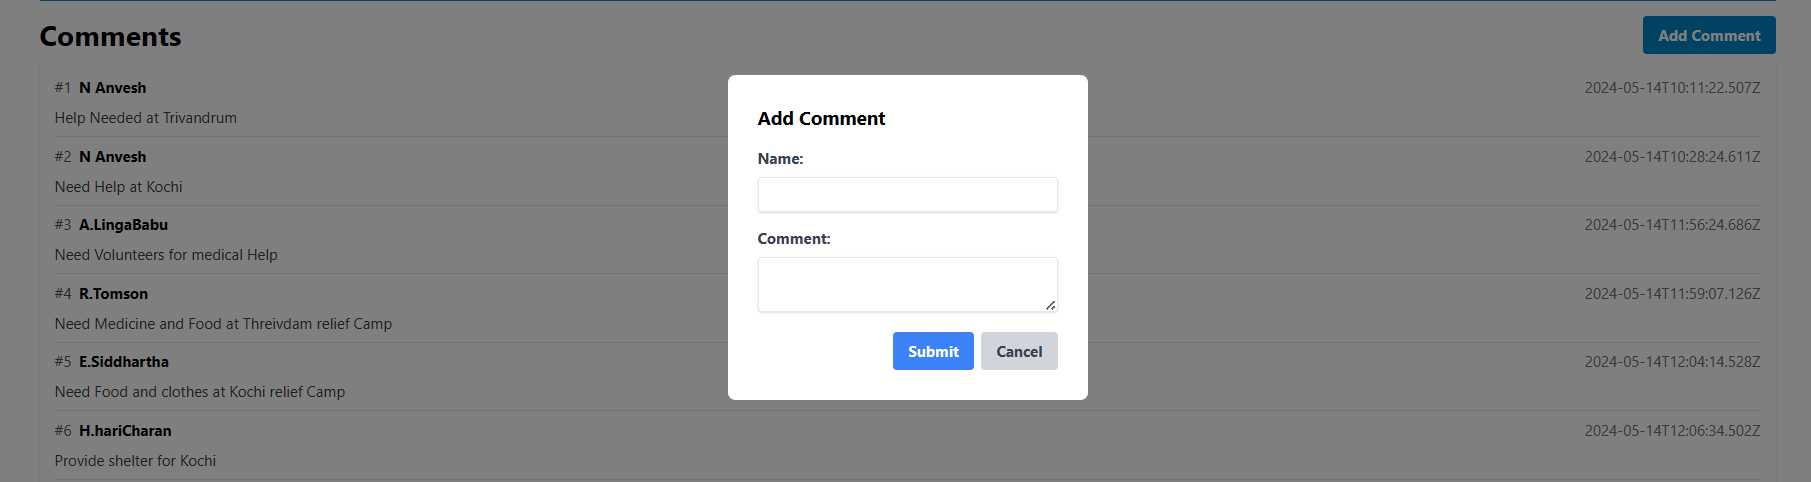 Comments
Add Comment
#1 N Anvesh 2024-05-14T10:11:22.507Z
Help Needed at Trivandrum
#2 N Anvesh 2024-05-14T10:28:24.611Z
Need Help at Kochi
#3 A.LingaBabu 2024-05-14T11:56:24.686Z
Need Volunteers for medical Help
#4 R.Tomson 2024-05-14T11:59:07.126Z
Need Medicine and Food at Threivdam relief Camp
#5 E.Siddhartha 2024-05-14T12:04:14.528Z
Need Food and clothes at Kochi relief Camp
#6 H.hariCharan 2024-05-14T12:06:34.502Z
Provide shelter for Kochi
Add Comment
Name:
Comment:
Submit Cancel